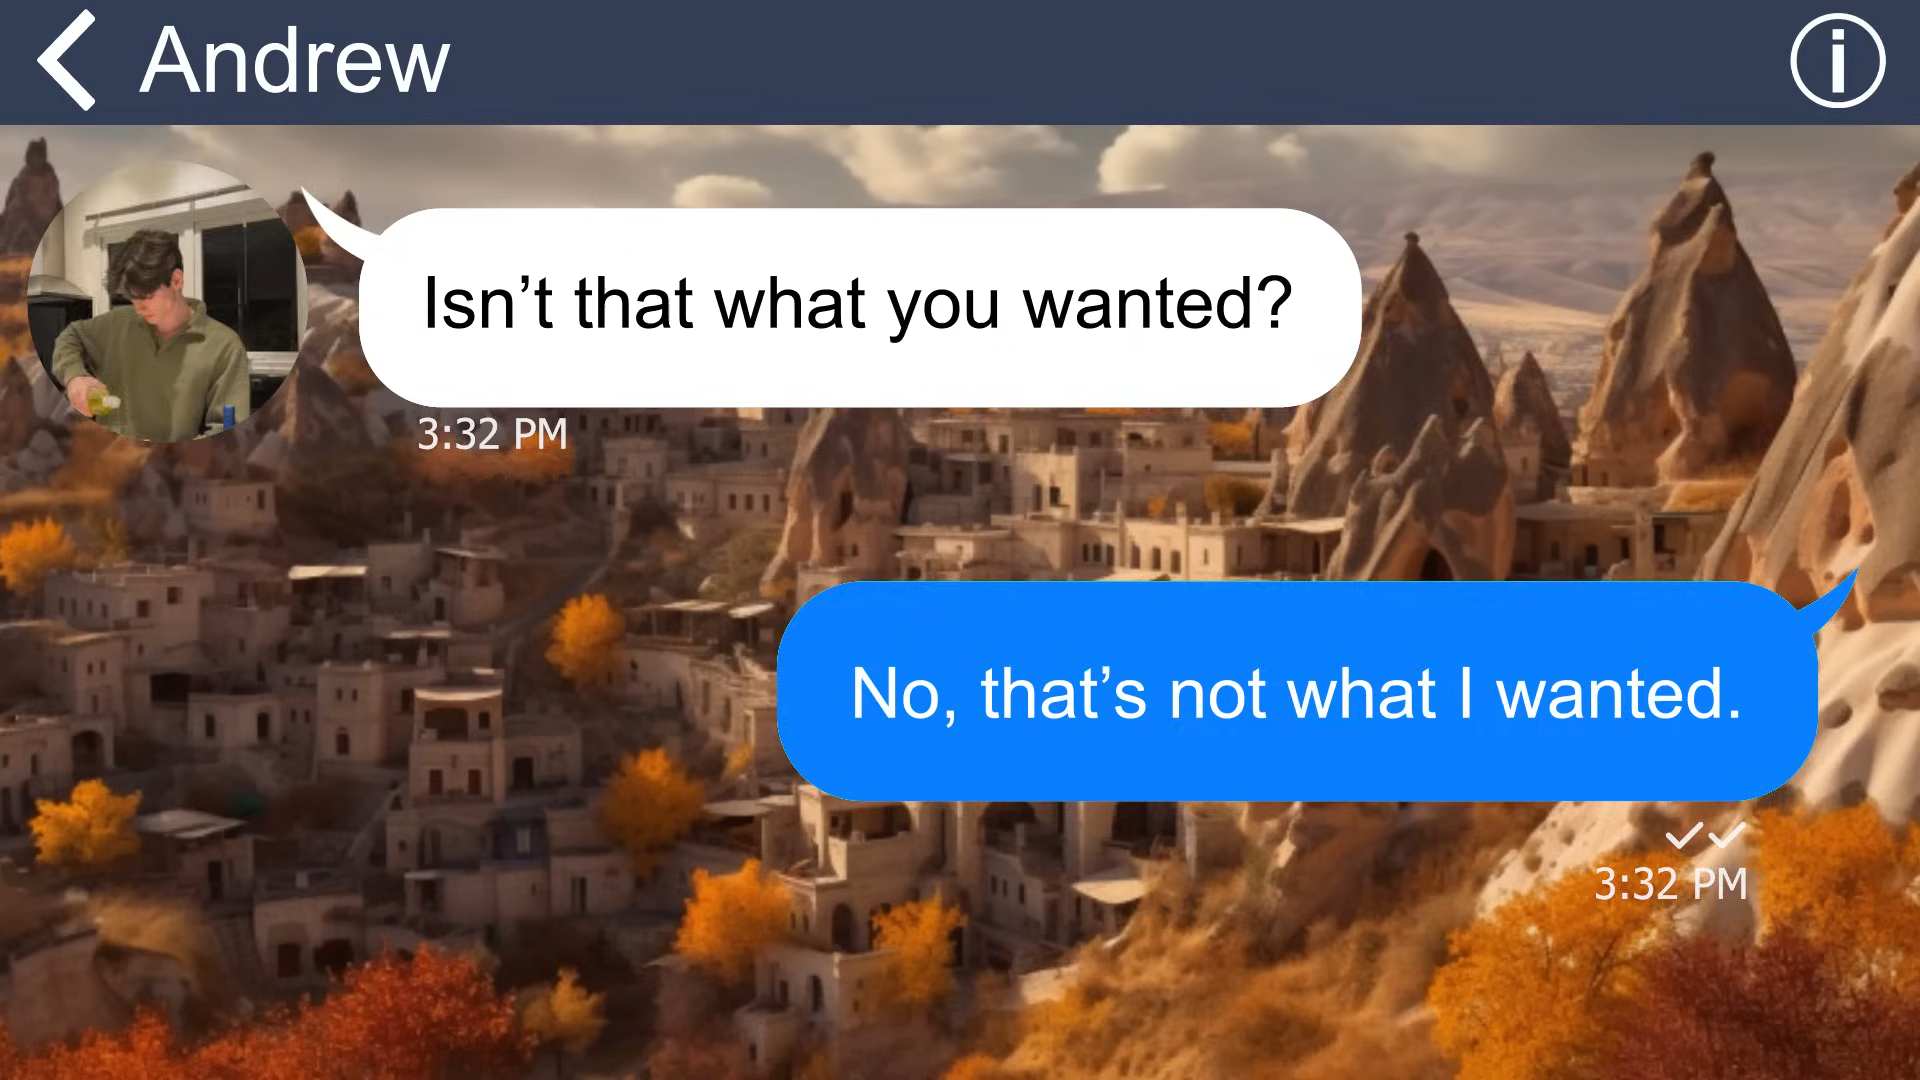 Andrew
Isn’t that what you wanted?
3:32 PM
No, that’s not what I wanted.
3:32 PM